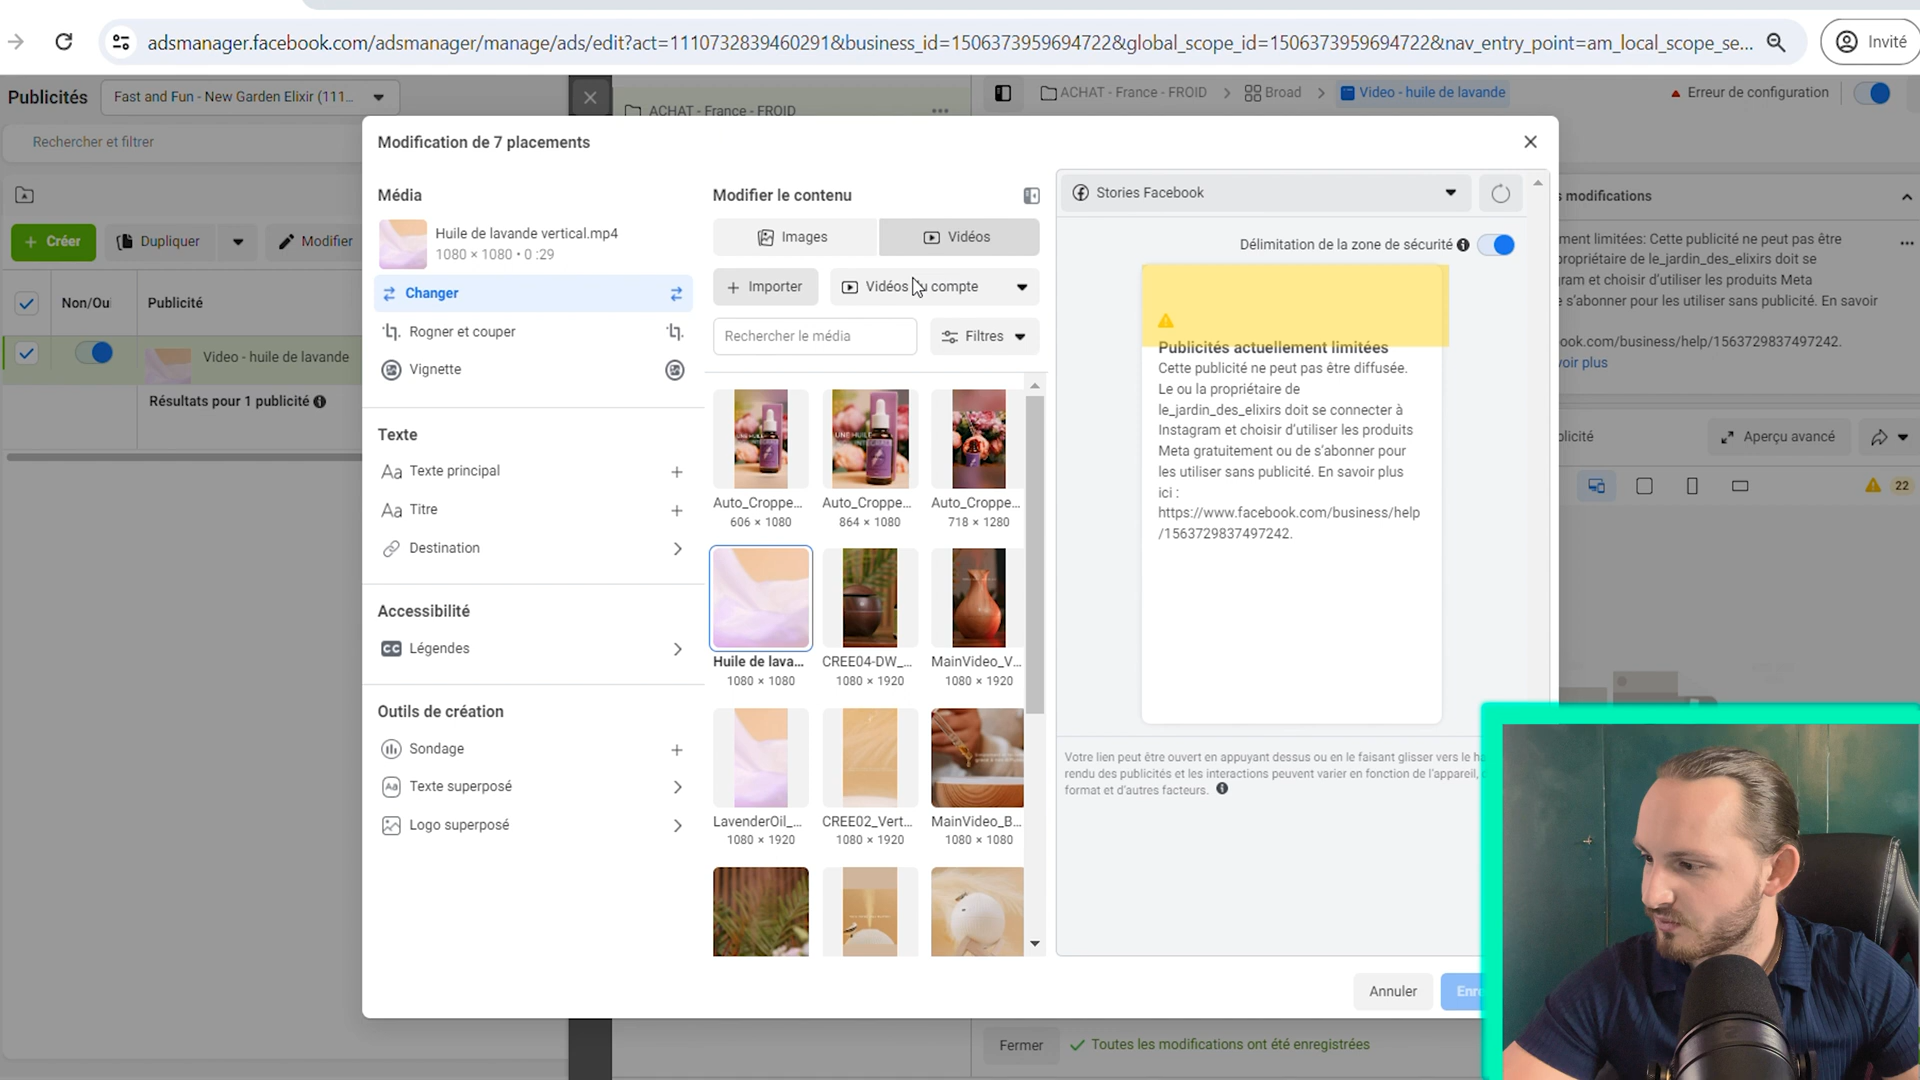 adsmanager.facebook.com/adsmanager/manage/ads/edit?act=1110732839460291&business_id=1506373959694722&global_scope_id=1506373959694722&nav_entry_point=am_local_scope_se...
Invité
Publicités
Fast and Fun - New Garden Elixir (111...
ACHAT - France - FROID
ACHAT - France - FROID
Broad
Video - huile de lavande
Erreur de configuration
Rechercher et filtrer
Créer
Dupliquer
Modifier
Non/Ou
Publicité
Video - huile de lavande
Résultats pour 1 publicité
Modification de 7 placements
Média
Huile de lavande vertical.mp4
1080 × 1080 • 0 :29
Changer
Rogner et couper
Vignette
Texte
Aa Texte principal
Aa Titre
Destination
Accessibilité
CC Légendes
Outils de création
Sondage
Aa Texte superposé
Logo superposé
Modifier le contenu
Images
Vidéos
Importer
Vidéos compte
Rechercher le média
Filtres
Auto_Croppe...
606 × 1080
Auto_Croppe...
864 × 1080
Auto_Croppe...
718 × 1280
Huile de lava...
1080 × 1080
CREE04-DW_...
1080 × 1920
MainVideo_V...
1080 × 1920
LavenderOil_...
1080 × 1920
CREE02_Vert...
1080 × 1920
MainVideo_B...
1080 × 1080
Stories Facebook
Délimitation de la zone de sécurité
Publicités actuellement limitées
Cette publicité ne peut pas être diffusée.
Le ou la propriétaire de
le_jardin_des_elixirs doit se connecter à
Instagram et choisir d'utiliser les produits
Meta gratuitement ou de s'abonner pour
les utiliser sans publicité. En savoir plus
ici :
https://www.facebook.com/business/help
/1563729837497242.
Votre lien peut être ouvert en appuyant dessus ou en le faisant glisser vers le
rendu des publicités et les interactions peuvent varier en fonction de l'appareil,
format et d'autres facteurs.
Annuler
Enre
s modifications
ment limitées: Cette publicité ne peut pas être
propriétaire de le_jardin_des_elixirs doit se
gram et choisir d'utiliser les produits Meta
s'abonner pour les utiliser sans publicité. En savoir
ook.com/business/help/1563729837497242.
voir plus
blicité
Aperçu avancé
22
Fermer
Toutes les modifications ont été enregistrées